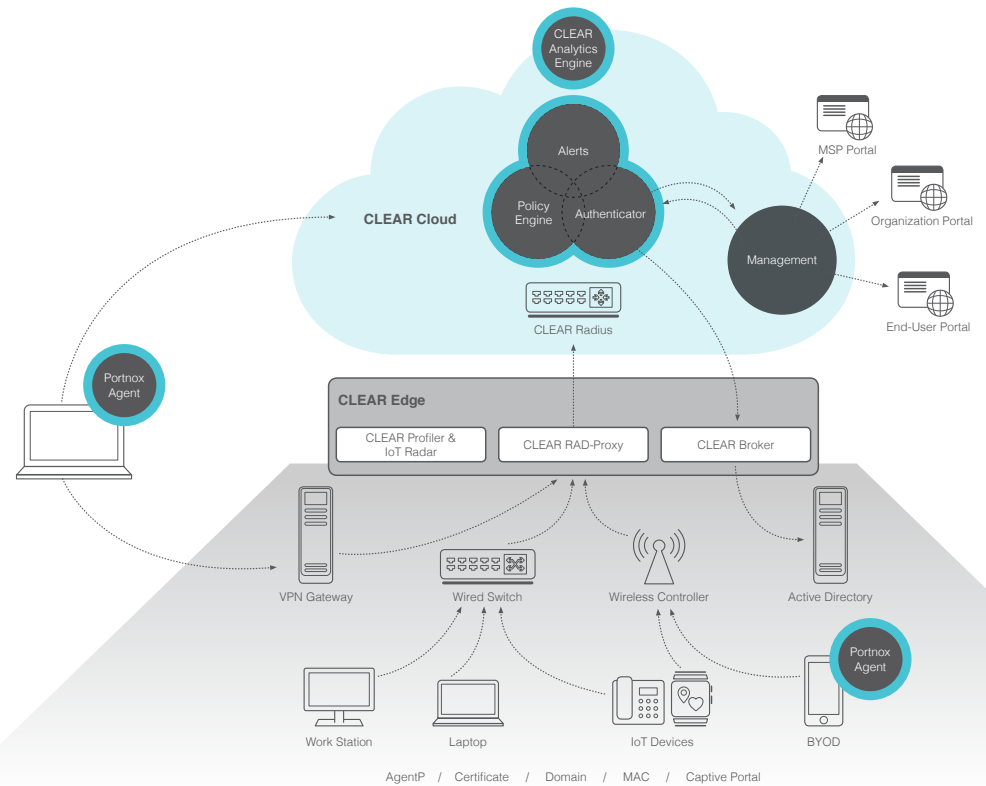 CLEAR
Analytics
Engine
Alerts
Policy
Engine
Authenticator
CLEAR Cloud
CLEAR Radius
Management
MSP Portal
Organization Portal
End-User Portal
Portnox
Agent
CLEAR Edge
CLEAR Profiler &
IoT Radar
CLEAR RAD-Proxy
CLEAR Broker
VPN Gateway
Wired Switch
Wireless Controller
Active Directory
Portnox
Agent
Work Station
Laptop
IoT Devices
BYOD
AgentP / Certificate / Domain / MAC / Captive Portal